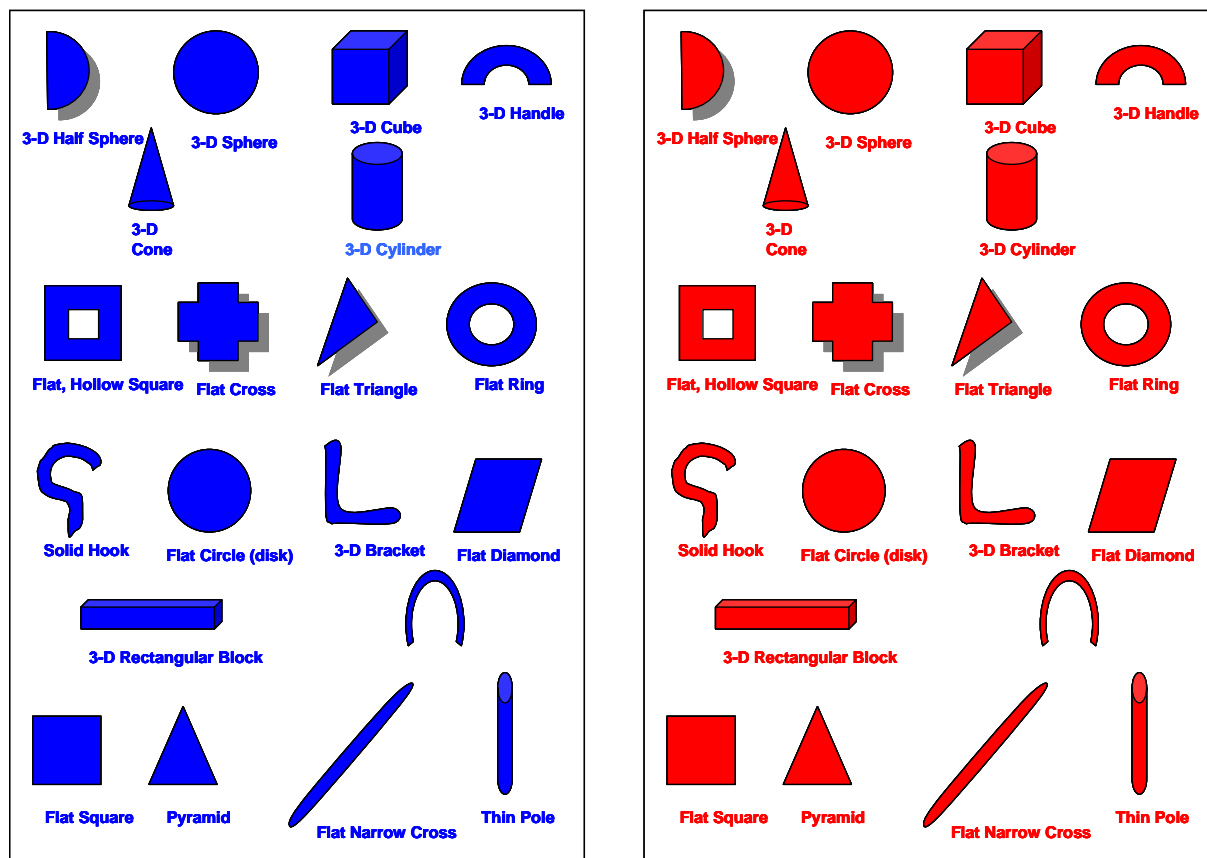 3-D Half Sphere
3-D Sphere
3-D Cube
3-D Handle
3-D
Cone
3-D Cylinder
Flat, Hollow Square
Flat Cross
Flat Triangle
Flat Ring
Solid Hook
Flat Circle (disk)
3-D Bracket
Flat Diamond
3-D Rectangular Block
Flat Square
Pyramid
Flat Narrow Cross
Thin Pole
3-D Half Sphere
3-D Sphere
3-D Cube
3-D Handle
3-D
Cone
3-D Cylinder
Flat, Hollow Square
Flat Cross
Flat Triangle
Flat Ring
Solid Hook
Flat Circle (disk)
3-D Bracket
Flat Diamond
3-D Rectangular Block
Flat Square
Pyramid
Flat Narrow Cross
Thin Pole